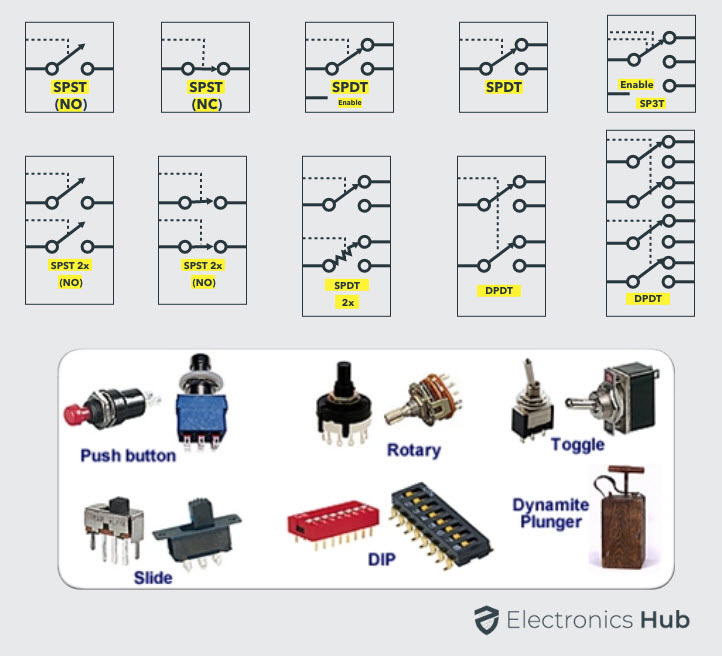 SPST
(NO)
SPST
(NC)
SPDT
Enable
SPDT
Enable
SP3T
SPST 2x
(NO)
SPST 2x
(NO)
SPDT
2x
DPDT
DPDT
Push button
Rotary
Toggle
Slide
DIP
Dynamite
Plunger
Electronics Hub